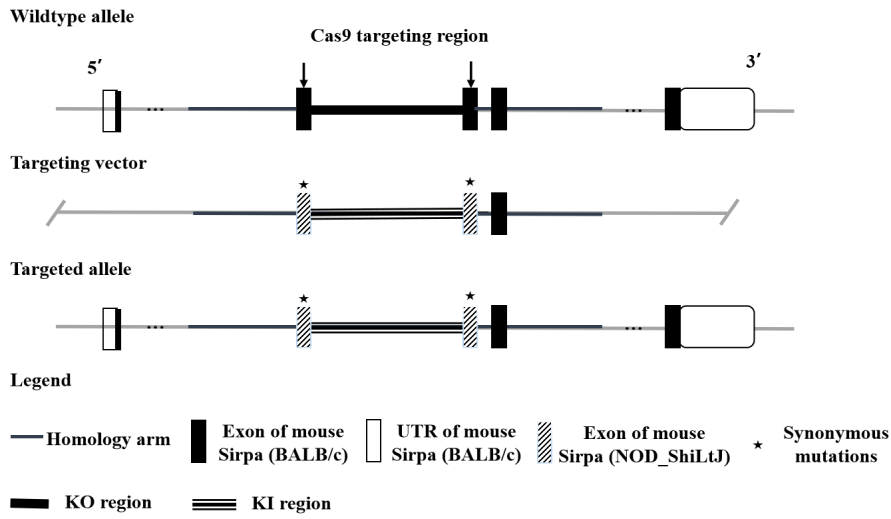 Wildtype allele
Cas9 targeting region
5′
3′
...
...
Targeting vector
★
★
Targeted allele
★
★
...
...
Legend
Homology arm
Exon of mouse
Sirpa (BALB/c)
UTR of mouse
Sirpa (BALB/c)
Exon of mouse
Sirpa (NOD_ShiLtJ)
★
Synonymous
mutations
KO region
KI region